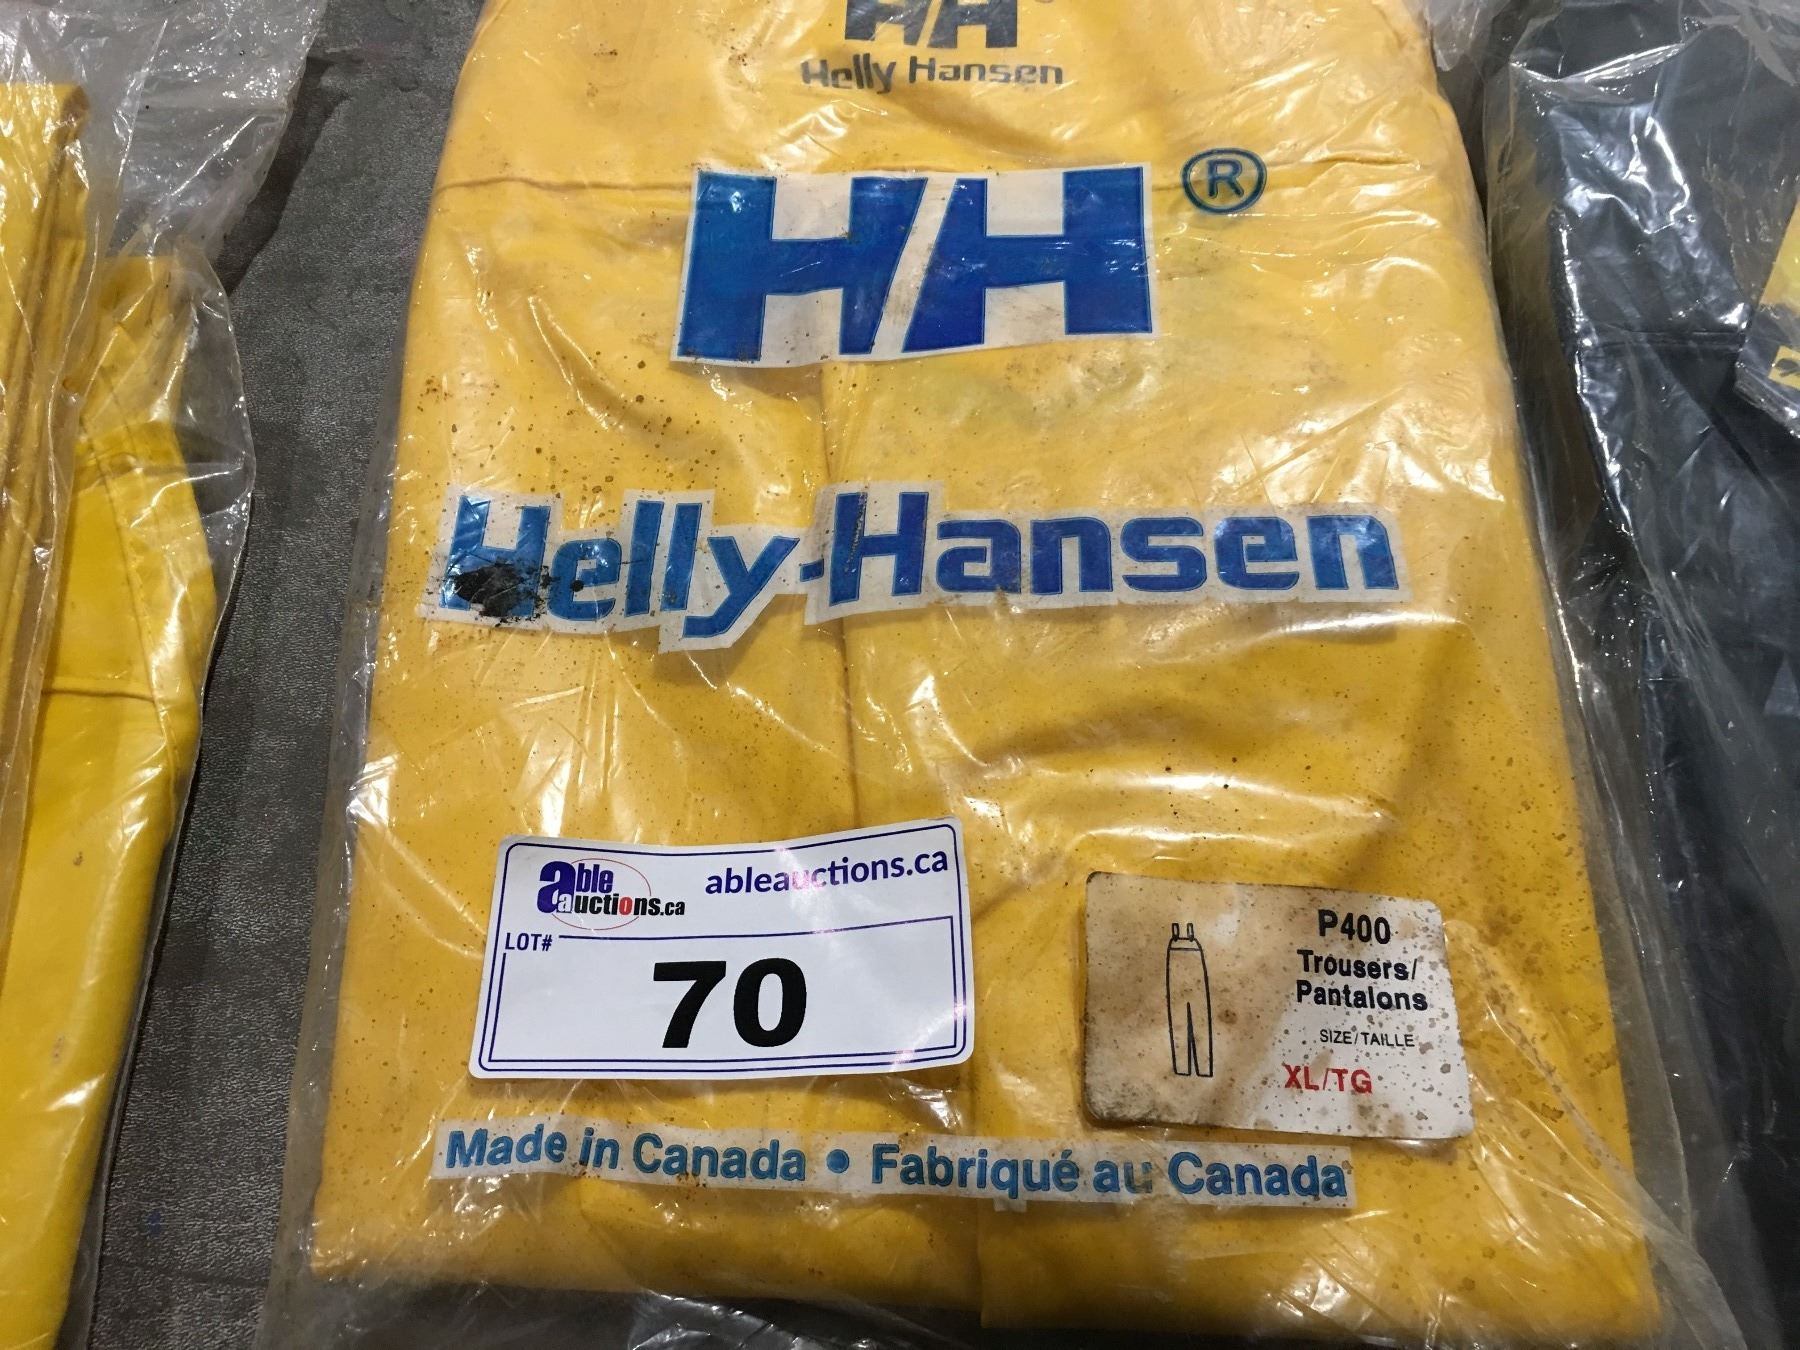 HH
Helly Hansen
HH ®
Helly-Hansen
able auctions.ca
ableauctions.ca
LOT#
70
P400
Trousers/
Pantalons
SIZE/TAILLE
XL/TG
Made in Canada • Fabriqué au Canada